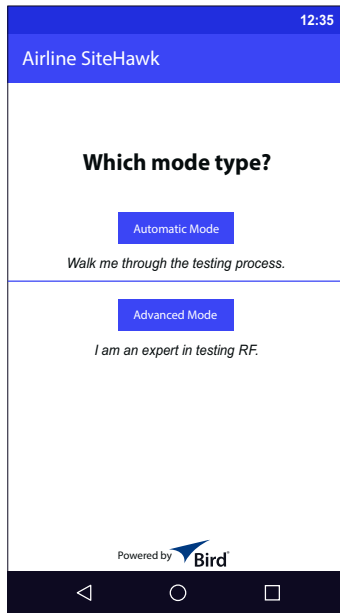 12:35
Airline SiteHawk
Which mode type?
Automatic Mode
Walk me through the testing process.
Advanced Mode
I am an expert in testing RF.
Powered by Bird